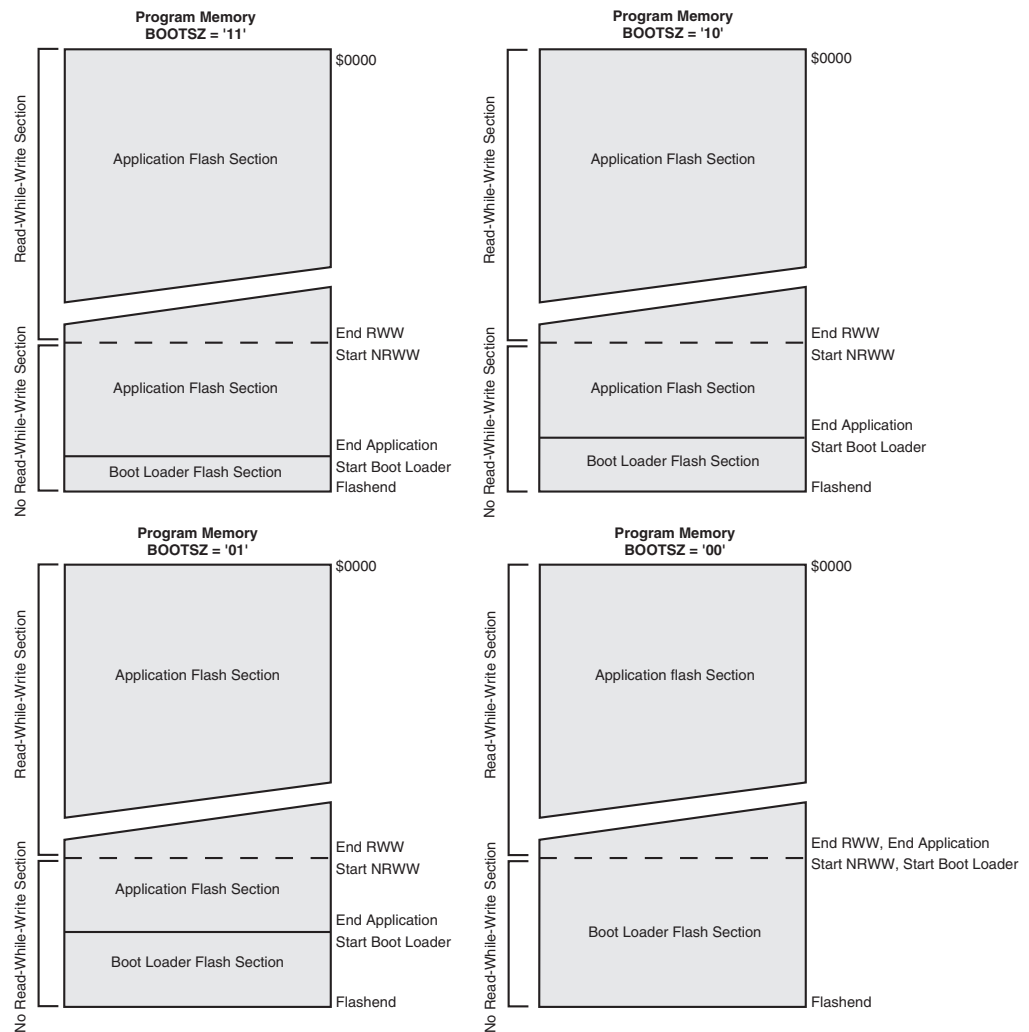 Program Memory
BOOTSZ = '11'
$0000
Read-While-Write Section
Application Flash Section
End RWW
Start NRWW
No Read-While-Write Section
Application Flash Section
End Application
Start Boot Loader
Boot Loader Flash Section
Flashend
Program Memory
BOOTSZ = '10'
$0000
Read-While-Write Section
Application Flash Section
End RWW
Start NRWW
No Read-While-Write Section
Application Flash Section
End Application
Start Boot Loader
Boot Loader Flash Section
Flashend
Program Memory
BOOTSZ = '01'
$0000
Read-While-Write Section
Application Flash Section
End RWW
Start NRWW
No Read-While-Write Section
Application Flash Section
End Application
Start Boot Loader
Boot Loader Flash Section
Flashend
Program Memory
BOOTSZ = '00'
$0000
Read-While-Write Section
Application flash Section
End RWW, End Application
Start NRWW, Start Boot Loader
No Read-While-Write Section
Boot Loader Flash Section
Flashend